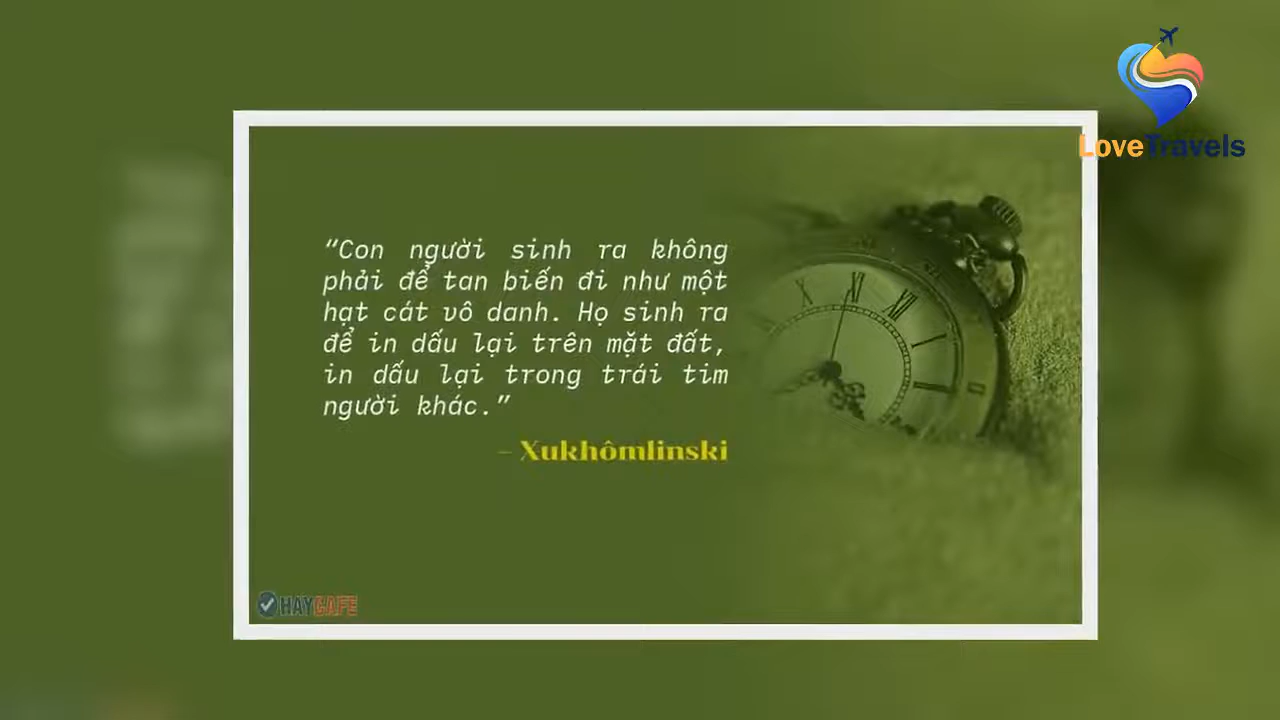 LoveTravels
“Con người sinh ra không
phải để tan biến đi như một
hạt cát vô danh. Họ sinh ra
để in dấu lại trên mặt đất,
in dấu lại trong trái tim
người khác.”
– Xukhômlinski
HAYCAFE